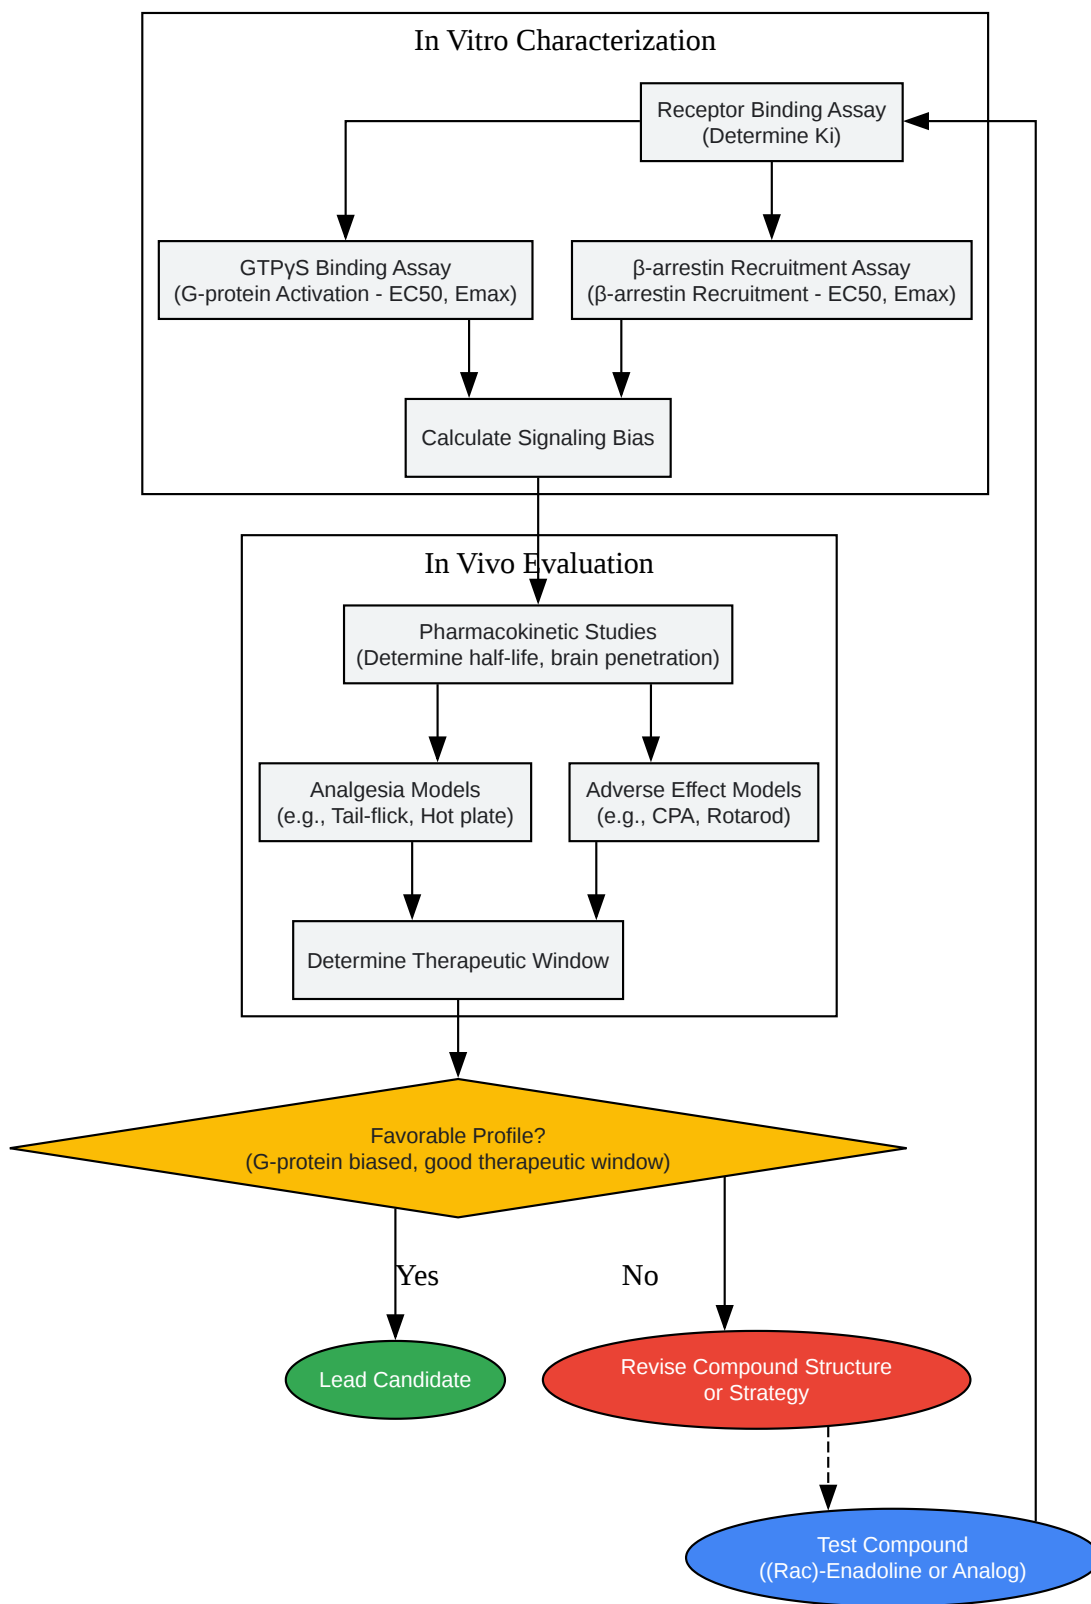 In Vitro Characterization
Receptor Binding Assay
(Determine Ki)
GTPγS Binding Assay
(G-protein Activation - EC50, Emax)
β-arrestin Recruitment Assay
(β-arrestin Recruitment - EC50, Emax)
Calculate Signaling Bias
In Vivo Evaluation
Pharmacokinetic Studies
(Determine half-life, brain penetration)
Analgesia Models
(e.g., Tail-flick, Hot plate)
Adverse Effect Models
(e.g., CPA, Rotarod)
Determine Therapeutic Window
Favorable Profile?
(G-protein biased, good therapeutic window)
Yes
No
Lead Candidate
Revise Compound Structure
or Strategy
Test Compound
((Rac)-Enadoline or Analog)